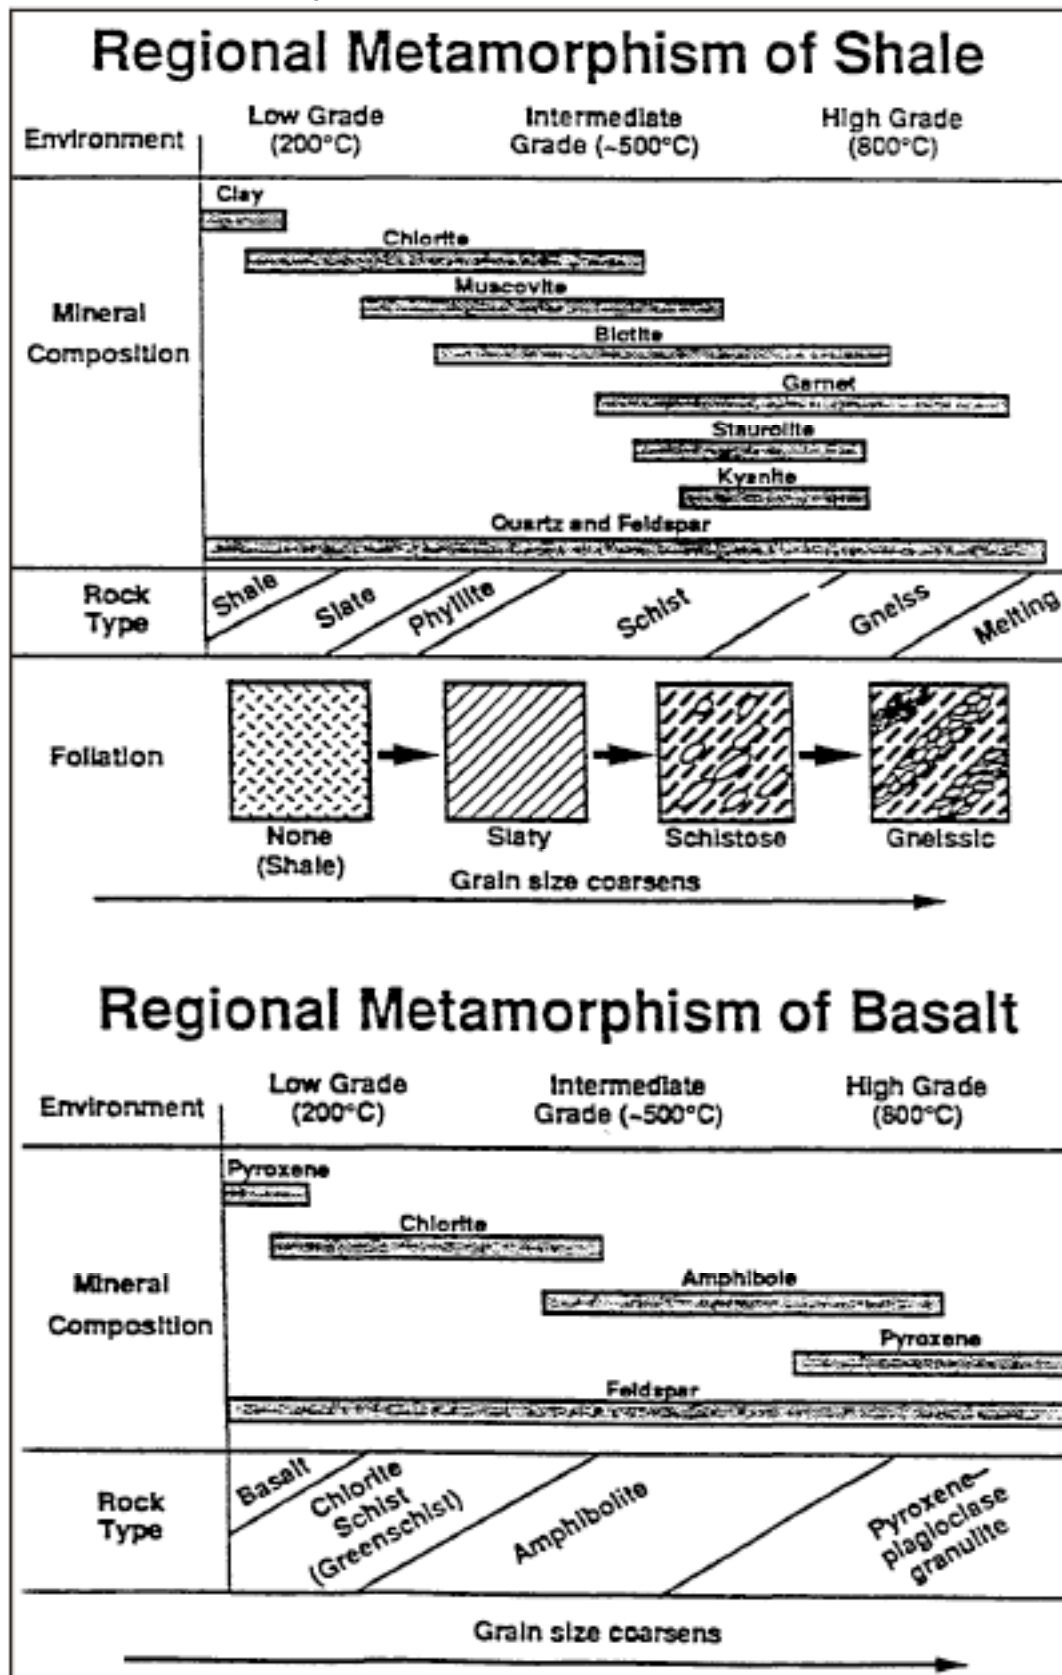 Regional Metamorphism of Shale
Environment
Low Grade
(200°C)
Intermediate
Grade (~500°C)
High Grade
(800°C)
Mineral
Composition
Clay
Chlorite
Muscovite
Biotite
Garnet
Staurolite
Kyanite
Quartz and Feldspar
Rock
Type
Shale
Slate
Phyllite
Schist
Gneiss
Melting
Foliation
None
(Shale)
Slaty
Schistose
Gneissic
Grain size coarsens
Regional Metamorphism of Basalt
Environment
Low Grade
(200°C)
Intermediate
Grade (~500°C)
High Grade
(800°C)
Mineral
Composition
Pyroxene
Chlorite
Amphibole
Pyroxene
Feldspar
Rock
Type
Basalt
Chlorite
Schist
(Greenschist)
Amphibolite
Pyroxene-
plagioclase
granulite
Grain size coarsens